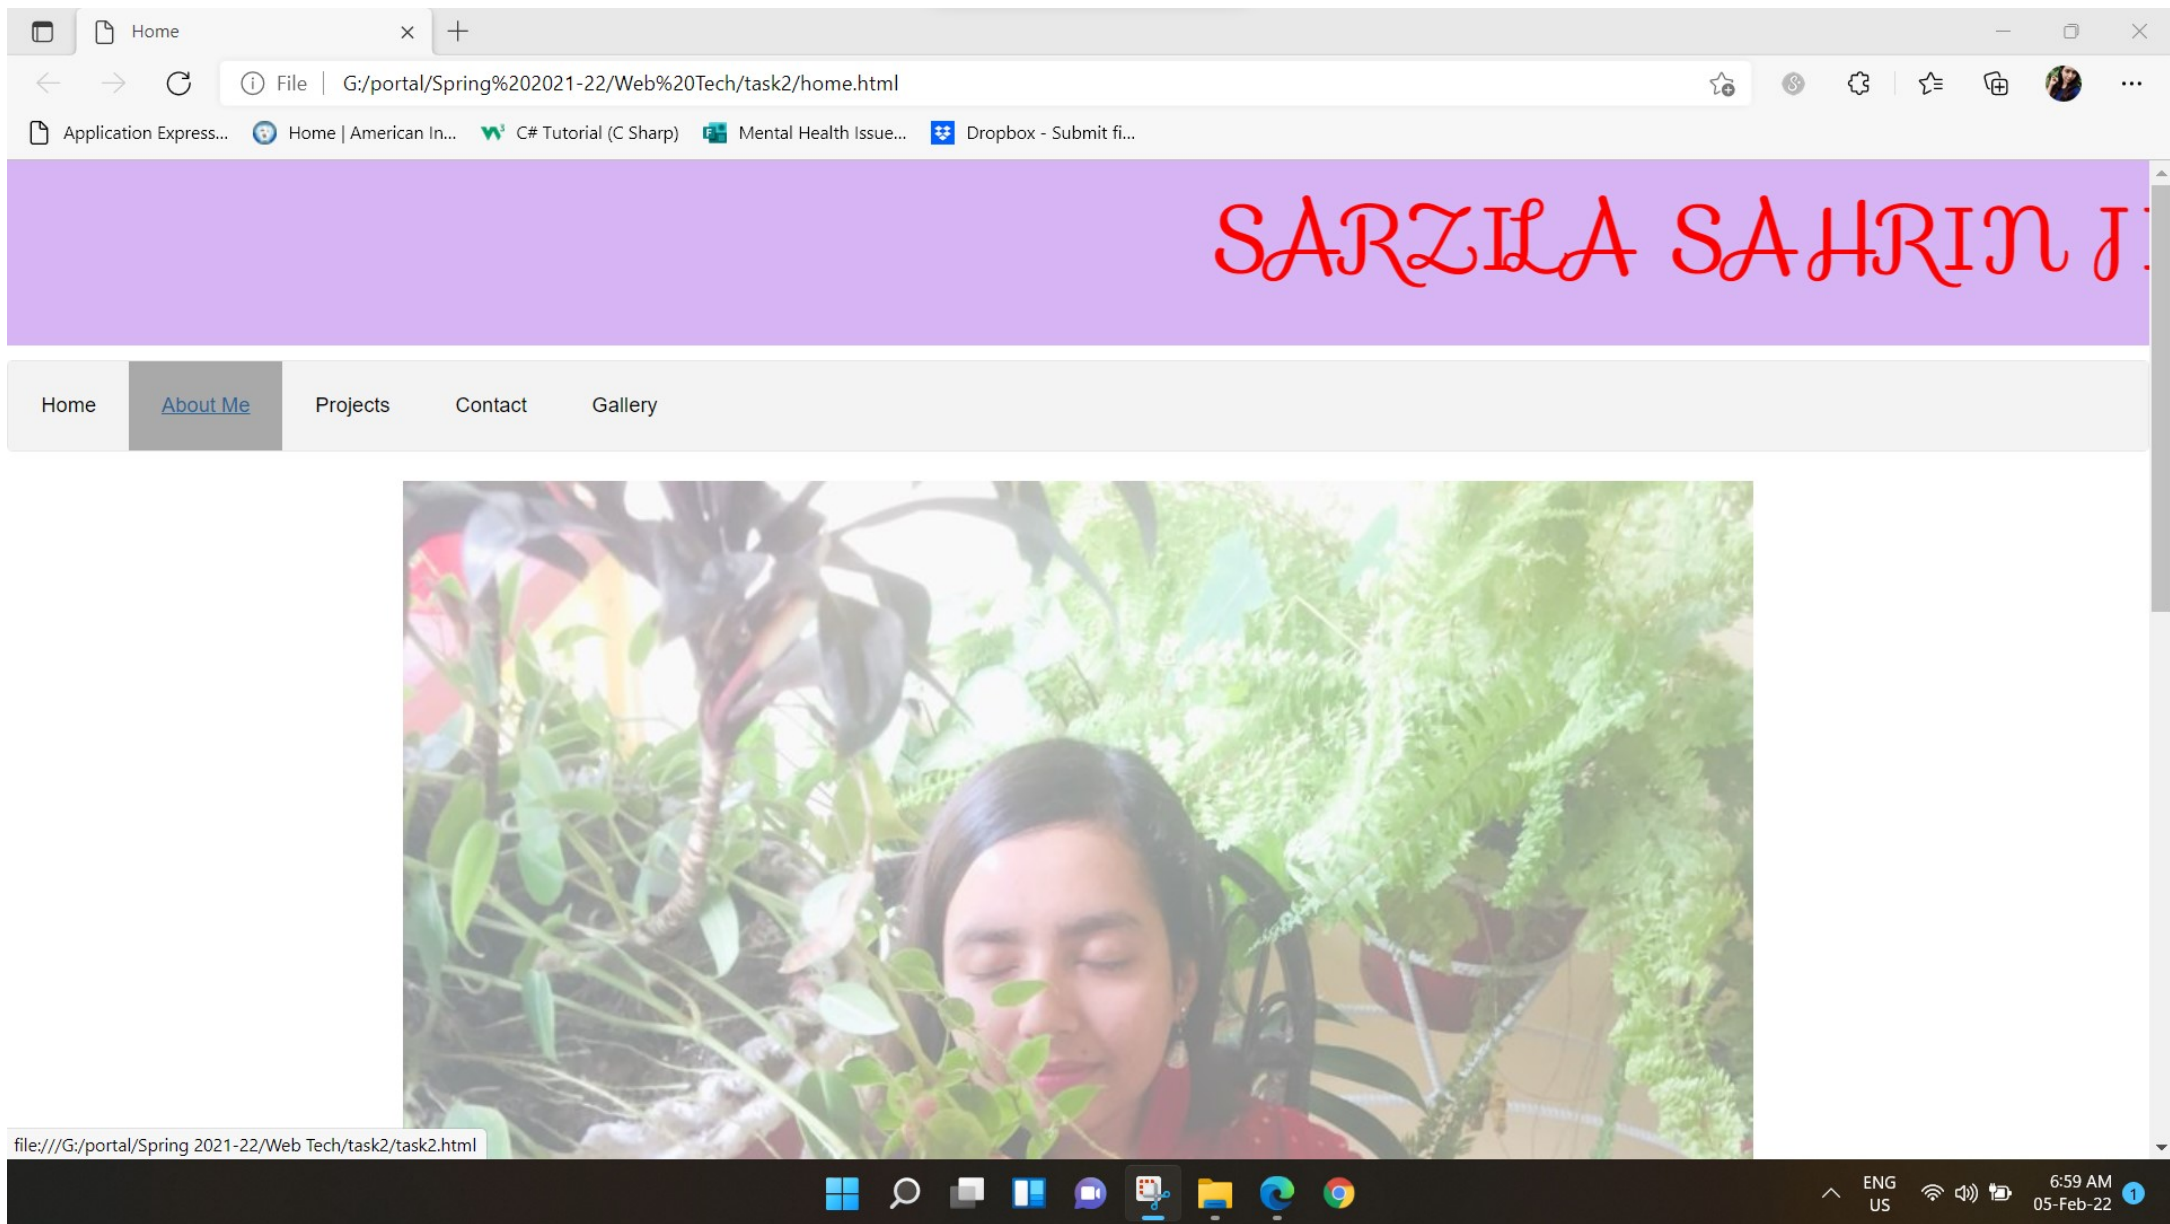 Home
File G:/portal/Spring%202021-22/Web%20Tech/task2/home.html
Application Express... Home | American In... C# Tutorial (C Sharp) Mental Health Issue... Dropbox - Submit fi...
SARZILA SAHRIN J
Home About Me Projects Contact Gallery
file:///G:/portal/Spring 2021-22/Web Tech/task2/task2.html
ENG 6:59 AM
US 05-Feb-22 1